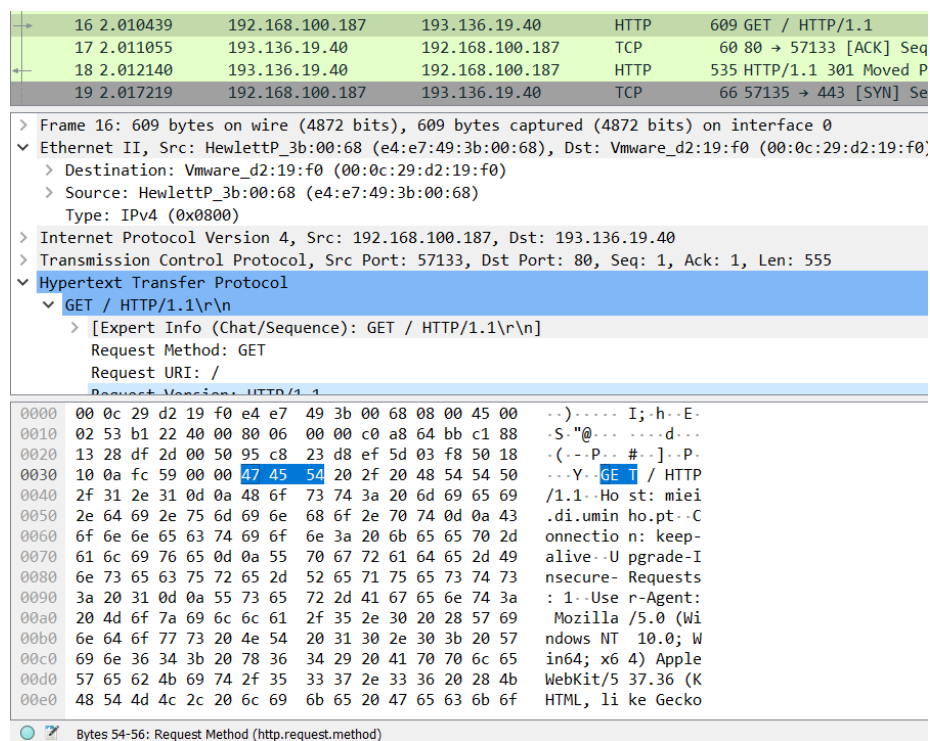 16 2.010439 192.168.100.187 193.136.19.40 HTTP 609 GET / HTTP/1.1
17 2.011055 193.136.19.40 192.168.100.187 TCP 60 80 → 57133 [ACK] Seq
18 2.012140 193.136.19.40 192.168.100.187 HTTP 535 HTTP/1.1 301 Moved P
19 2.017219 192.168.100.187 193.136.19.40 TCP 66 57135 → 443 [SYN] Se
> Frame 16: 609 bytes on wire (4872 bits), 609 bytes captured (4872 bits) on interface 0
Ethernet II, Src: HewlettP_3b:00:68 (e4:e7:49:3b:00:68), Dst: Vmware_d2:19:f0 (00:0c:29:d2:19:f0)
> Destination: Vmware_d2:19:f0 (00:0c:29:d2:19:f0)
> Source: HewlettP_3b:00:68 (e4:e7:49:3b:00:68)
Type: IPv4 (0x0800)
> Internet Protocol Version 4, Src: 192.168.100.187, Dst: 193.136.19.40
> Transmission Control Protocol, Src Port: 57133, Dst Port: 80, Seq: 1, Ack: 1, Len: 555
Hypertext Transfer Protocol
GET / HTTP/1.1\r\n
> [Expert Info (Chat/Sequence): GET / HTTP/1.1\r\n]
Request Method: GET
Request URI: /
Request Version: HTTP/1.1
0000 00 0c 29 d2 19 f0 e4 e7 49 3b 00 68 08 00 45 00 ··)····· I;·h··E·
0010 02 53 b1 22 40 00 80 06 00 00 c0 a8 64 bb c1 88 ·S·"@··· ····d···
0020 13 28 df 2d 00 50 95 c8 23 d8 ef 5d 03 f8 50 18 ·(·-·P·· #··]··P·
0030 10 0a fc 59 00 00 47 45 54 20 2f 20 48 54 54 50 ···Y··GE T / HTTP
0040 2f 31 2e 31 0d 0a 48 6f 73 74 3a 20 6d 69 65 69 /1.1··Ho st: miei
0050 2e 64 69 2e 75 6d 69 6e 68 6f 2e 70 74 0d 0a 43 .di.umin ho.pt··C
0060 6f 6e 6e 65 63 74 69 6f 6e 3a 20 6b 65 65 70 2d onnectio n: keep-
0070 61 6c 69 76 65 0d 0a 55 70 67 72 61 64 65 2d 49 alive··U pgrade-I
0080 6e 73 65 63 75 72 65 2d 52 65 71 75 65 73 74 73 nsecure- Requests
0090 3a 20 31 0d 0a 55 73 65 72 2d 41 67 65 6e 74 3a : 1··Use r-Agent:
00a0 20 4d 6f 7a 69 6c 6c 61 2f 35 2e 30 20 28 57 69 Mozilla /5.0 (Wi
00b0 6e 64 6f 77 73 20 4e 54 20 31 30 2e 30 3b 20 57 ndows NT 10.0; W
00c0 69 6e 36 34 3b 20 78 36 34 29 20 41 70 70 6c 65 in64; x6 4) Apple
00d0 57 65 62 4b 69 74 2f 35 33 37 2e 33 36 20 28 4b WebKit/5 37.36 (K
00e0 48 54 4d 4c 2c 20 6c 69 6b 65 20 47 65 63 6b 6f HTML, li ke Gecko
Bytes 54-56: Request Method (http.request.method)